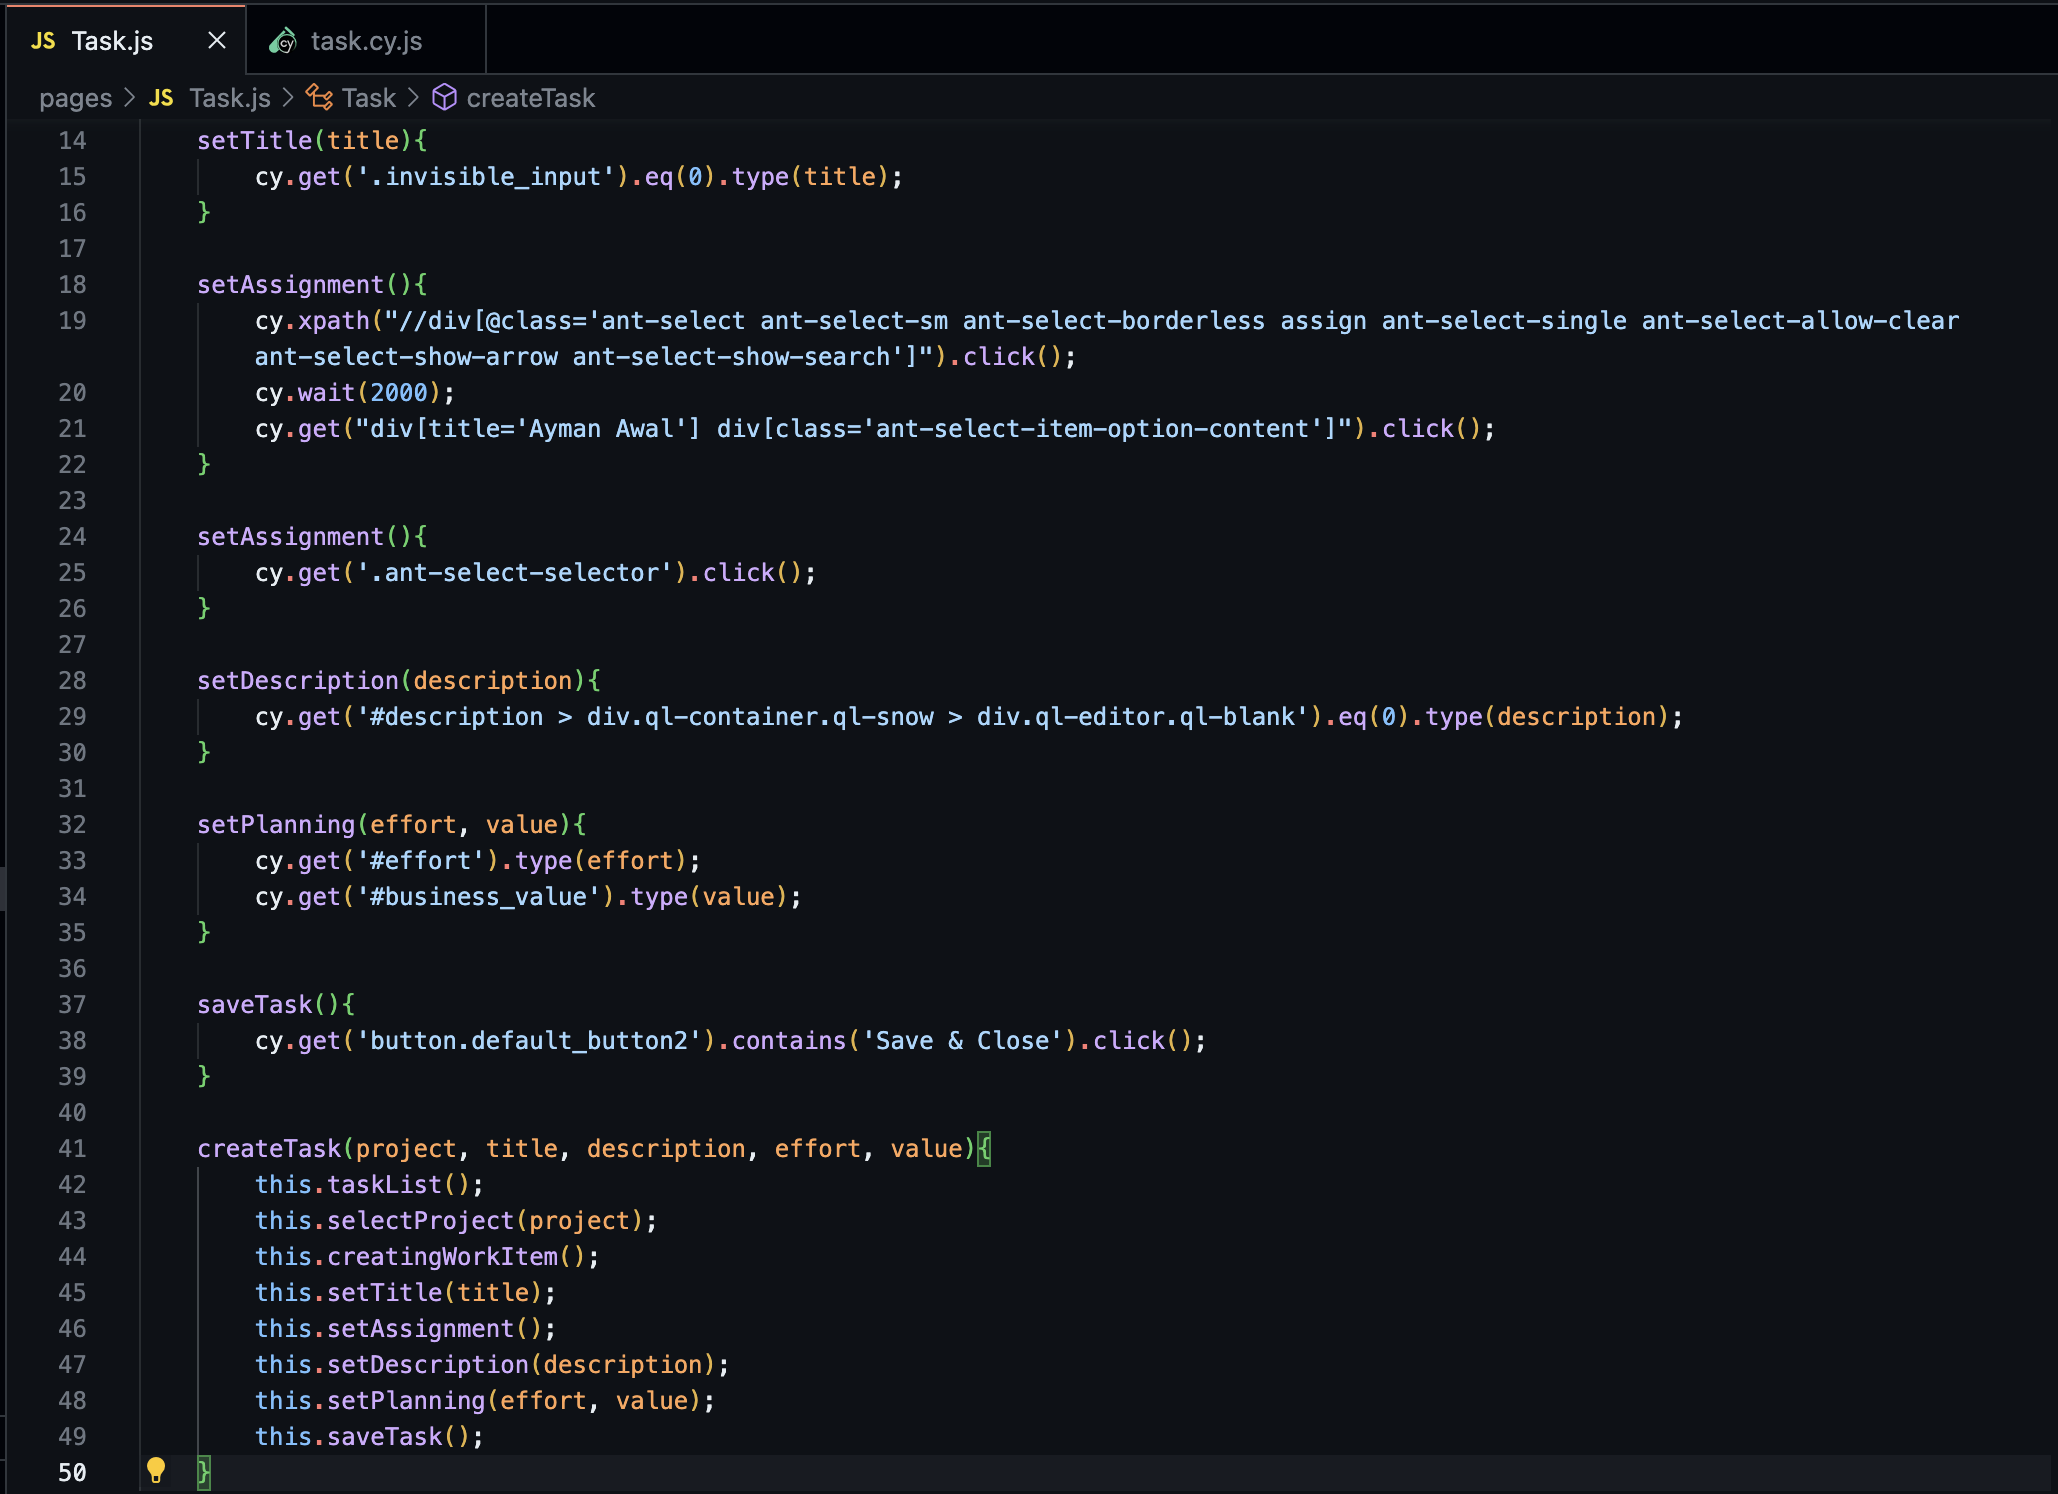 JS Task.js
cy task.cy.js
pages > JS Task.js > Task > createTask
14 setTitle(title){
15 cy.get('.invisible_input').eq(0).type(title);
16 }
17
18 setAssignment(){
19 cy.xpath("//div[@class='ant-select ant-select-sm ant-select-borderless assign ant-select-single ant-select-allow-clear
ant-select-show-arrow ant-select-show-search']").click();
20 cy.wait(2000);
21 cy.get("div[title='Ayman Awal'] div[class='ant-select-item-option-content']").click();
22 }
23
24 setAssignment(){
25 cy.get('.ant-select-selector').click();
26 }
27
28 setDescription(description){
29 cy.get('#description > div.ql-container.ql-snow > div.ql-editor.ql-blank').eq(0).type(description);
30 }
31
32 setPlanning(effort, value){
33 cy.get('#effort').type(effort);
34 cy.get('#business_value').type(value);
35 }
36
37 saveTask(){
38 cy.get('button.default_button2').contains('Save & Close').click();
39 }
40
41 createTask(project, title, description, effort, value){
42 this.taskList();
43 this.selectProject(project);
44 this.creatingWorkItem();
45 this.setTitle(title);
46 this.setAssignment();
47 this.setDescription(description);
48 this.setPlanning(effort, value);
49 this.saveTask();
50 }